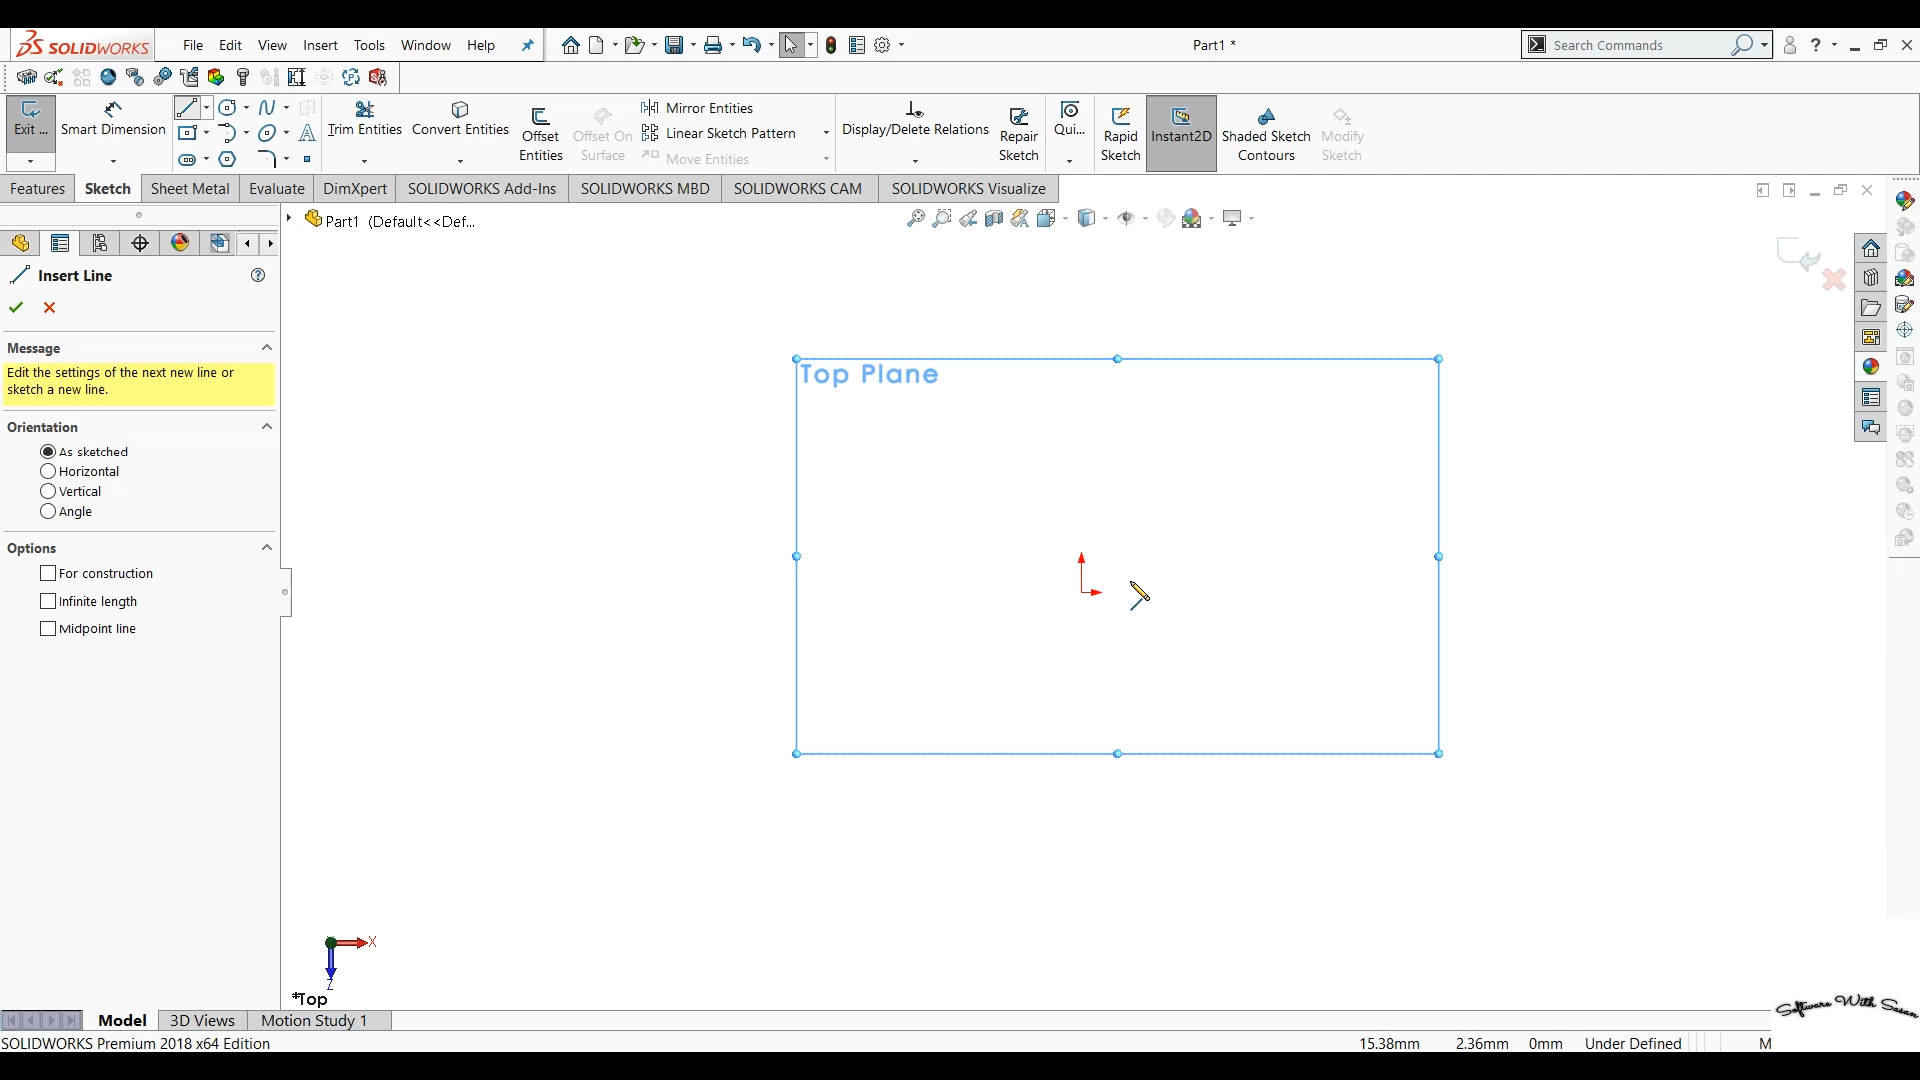 SOLIDWORKS File Edit View Insert Tools Window Help Part1 * Search Commands ?
Exit ... Smart Dimension Trim Entities Convert Entities Offset Entities Offset On Surface Mirror Entities Linear Sketch Pattern Move Entities Display/Delete Relations Repair Sketch Qui... Rapid Sketch Instant2D Shaded Sketch Contours Modify Sketch
Features Sketch Sheet Metal Evaluate DimXpert SOLIDWORKS Add-Ins SOLIDWORKS MBD SOLIDWORKS CAM SOLIDWORKS Visualize
Part1 (Default<<Def...
Insert Line
Message
Edit the settings of the next new line or
sketch a new line.
Orientation
As sketched
Horizontal
Vertical
Angle
Options
For construction
Infinite length
Midpoint line
Top Plane
X
Z
*Top
Software With Sasan
Model 3D Views Motion Study 1
SOLIDWORKS Premium 2018 x64 Edition 15.38mm 2.36mm 0mm Under Defined M